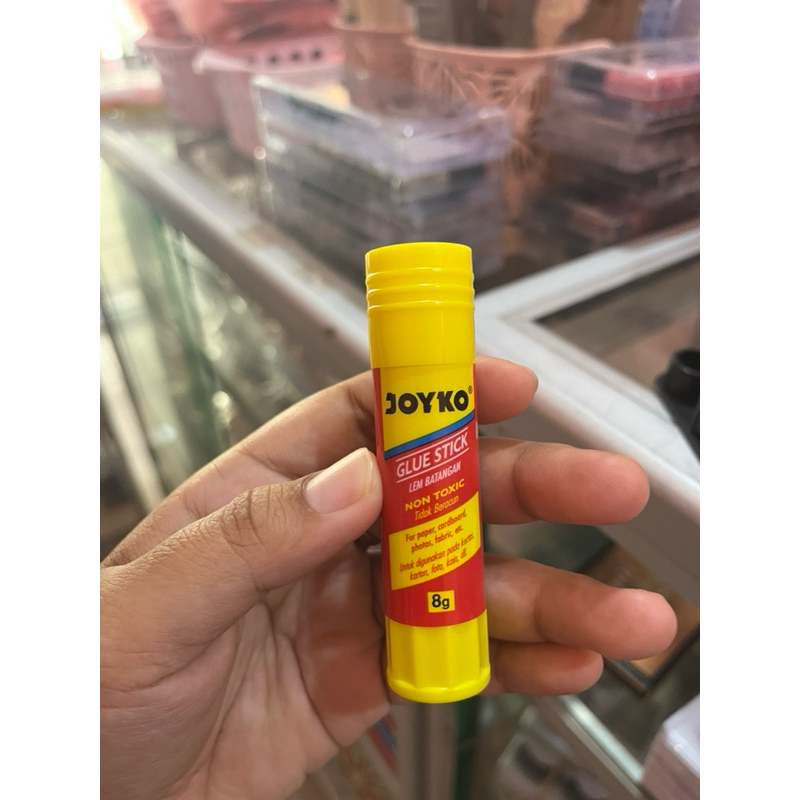 JOYKO®
GLUE STICK
LEM BATANGAN
NON TOXIC
Tidak Beracun
For paper, cardboard,
photos, fabric, etc.
Untuk digunakan pada kertas,
karton, foto, kain, dll.
8g